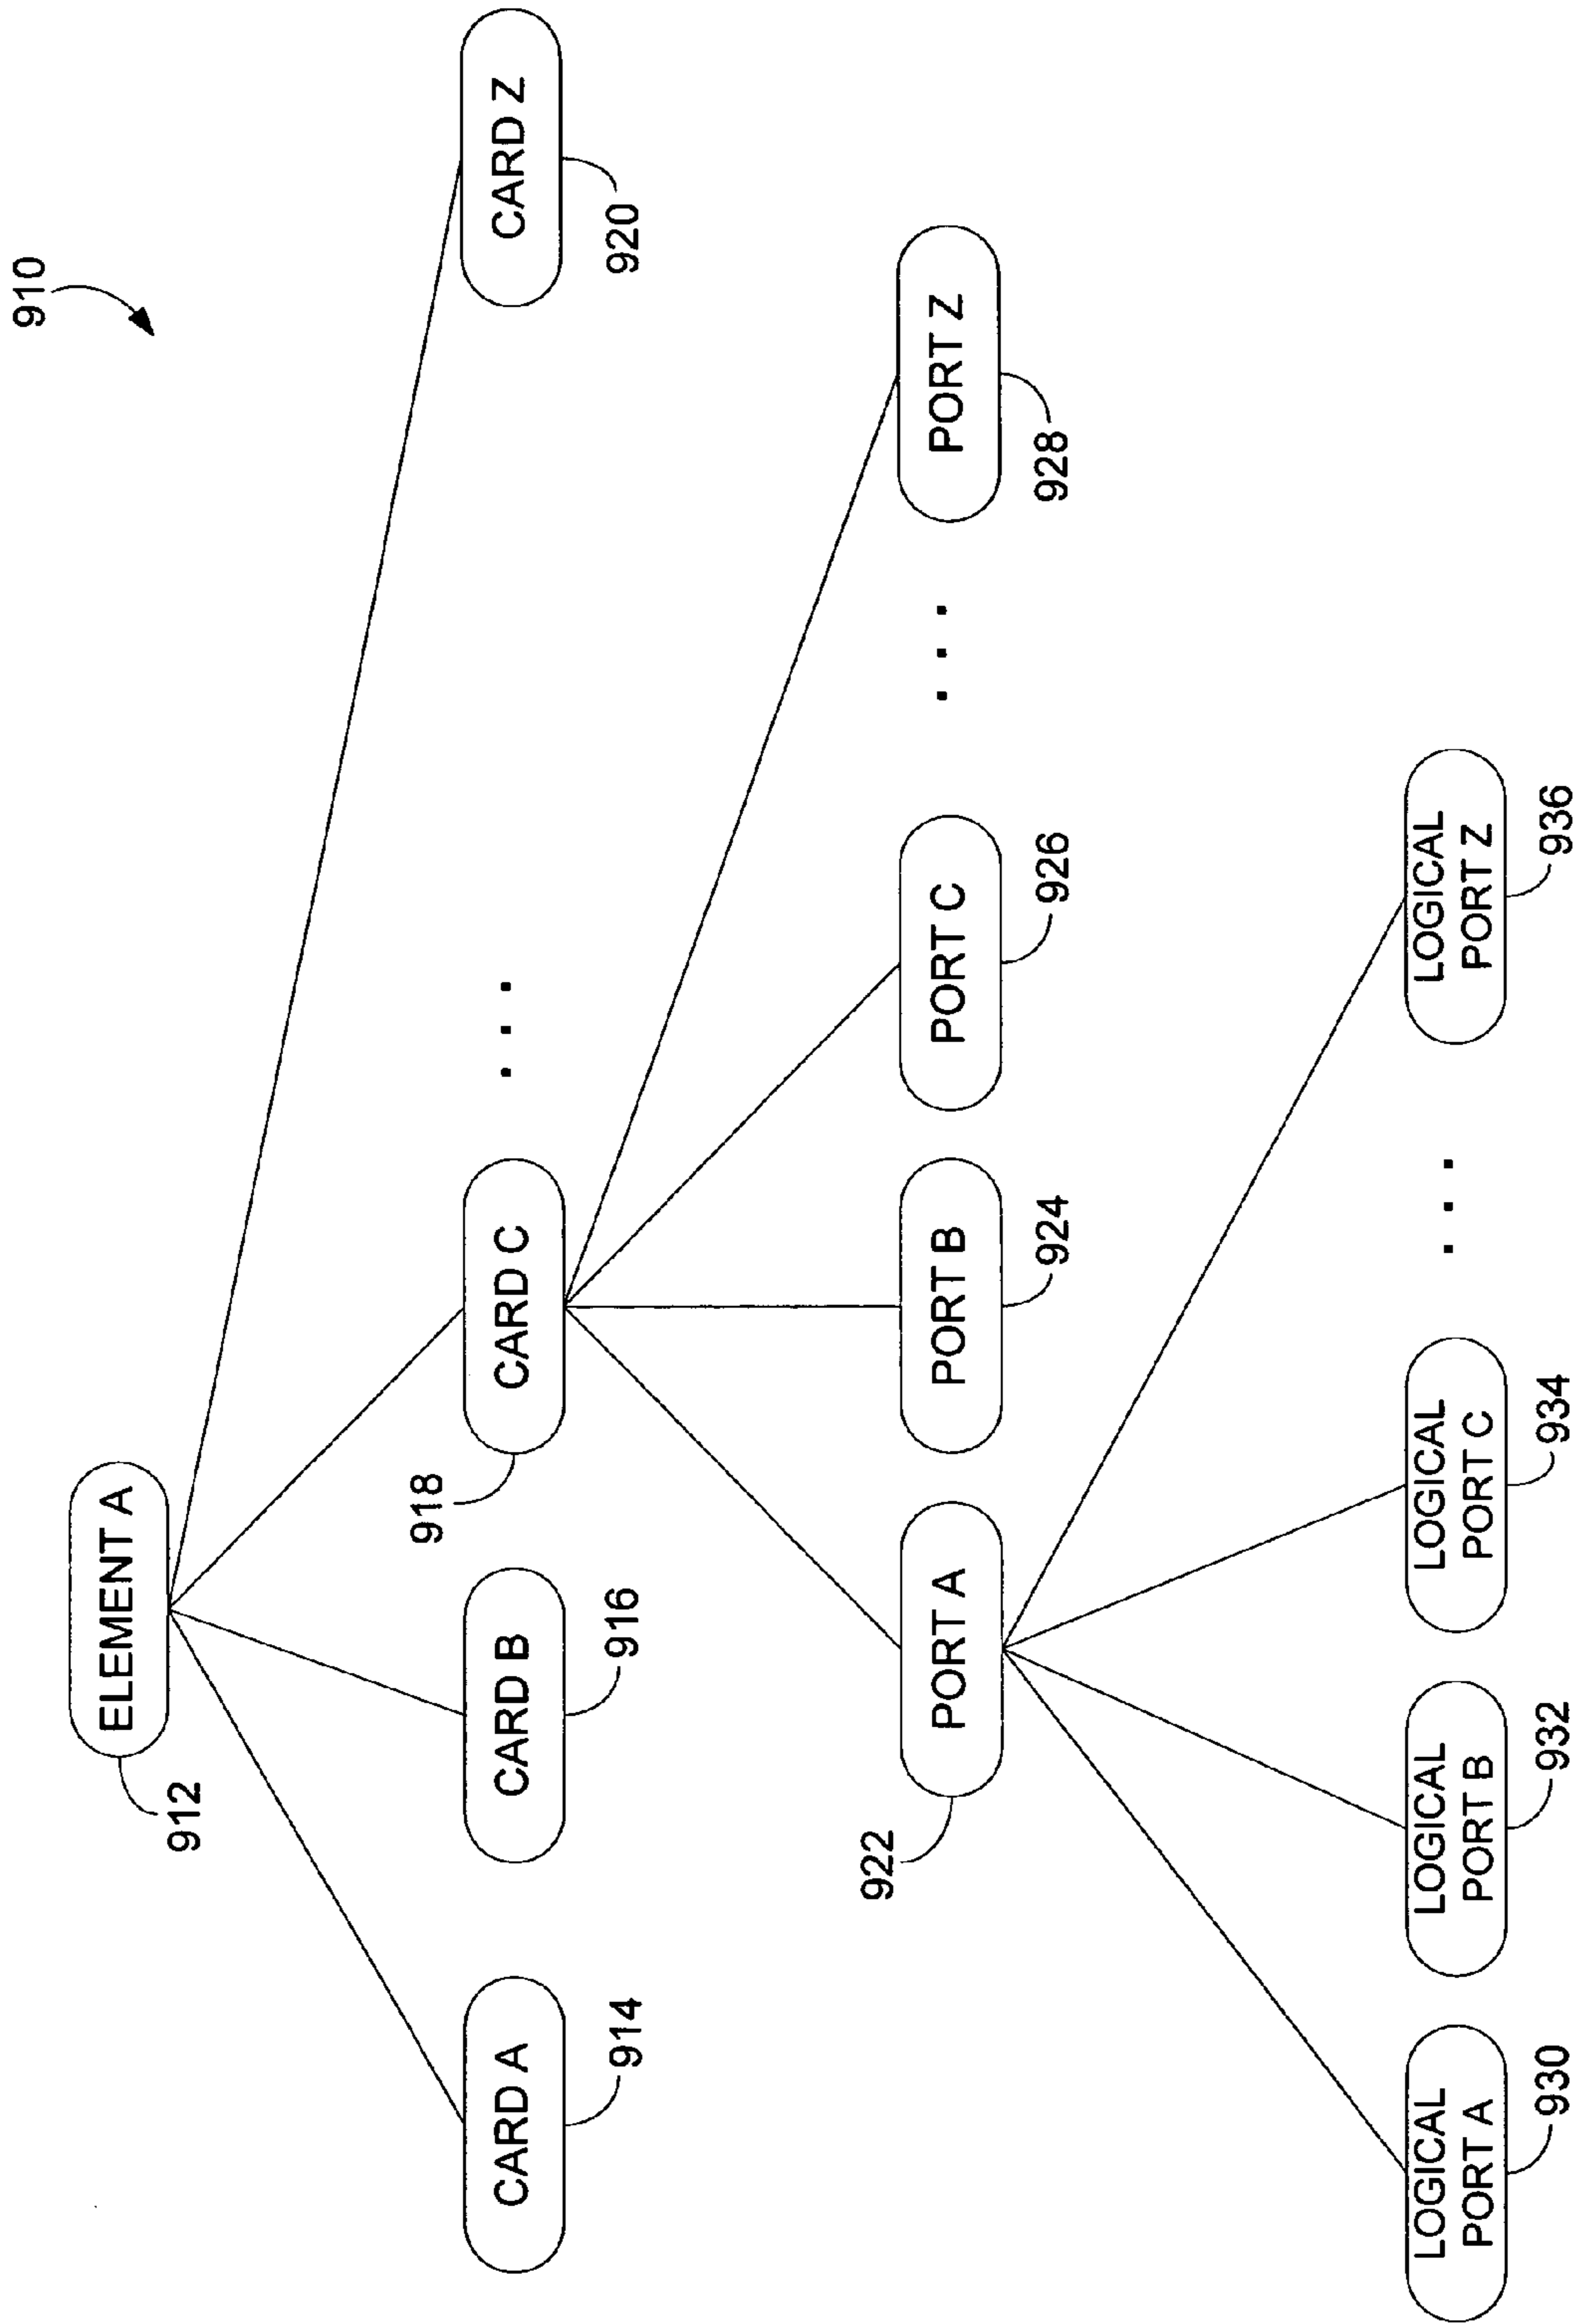 910
ELEMENT A
912
CARD A
914
CARD B
916
CARD C
918
. . .
CARD Z
920
PORT A
922
PORT B
924
PORT C
926
. . .
PORT Z
928
LOGICAL
PORT A
930
LOGICAL
PORT B
932
LOGICAL
PORT C
934
. . .
LOGICAL
PORT Z
936